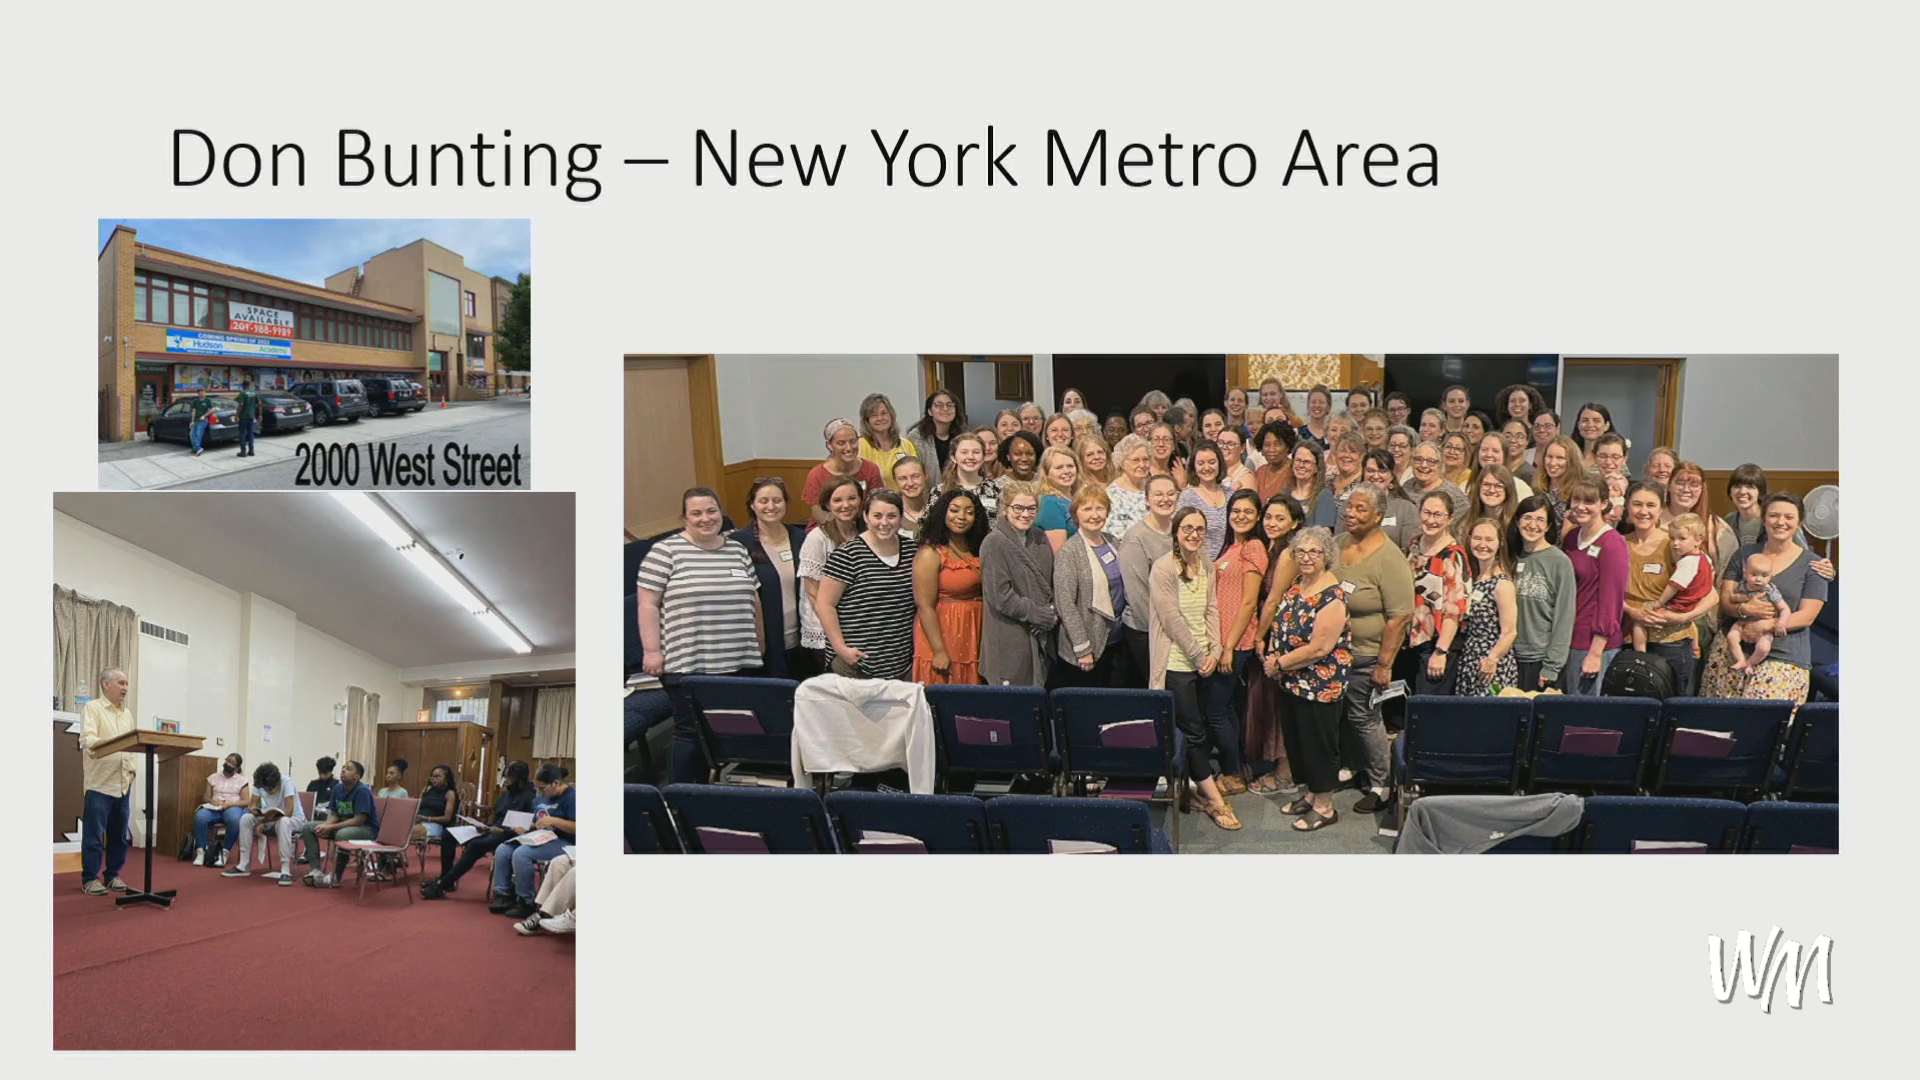 Don Bunting – New York Metro Area
SPACE
AVAILABLE
201-988-9989
COMING SPRING OF 2022
Hudson
Academy
2000 West Street
WM